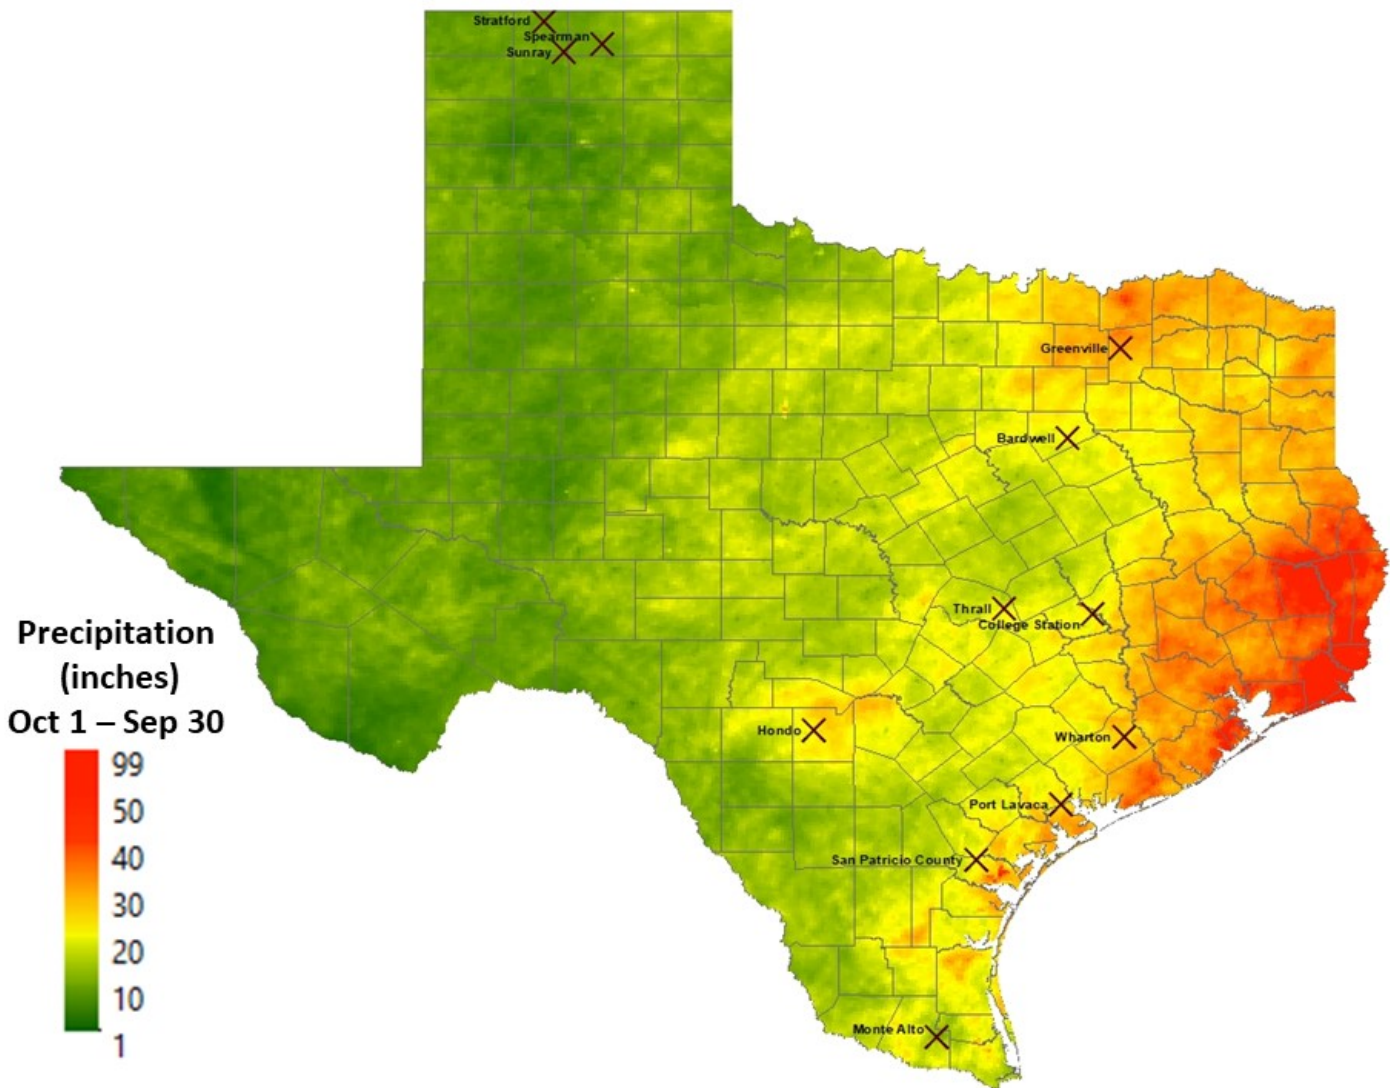 Stratford
Spearman
Sunray
Greenville
Bardwell
Thrall
College Station
Hondo
Wharton
Port Lavaca
San Patricio County
Monte Alto
Precipitation
(inches)
Oct 1 – Sep 30
99
50
40
30
20
10
1